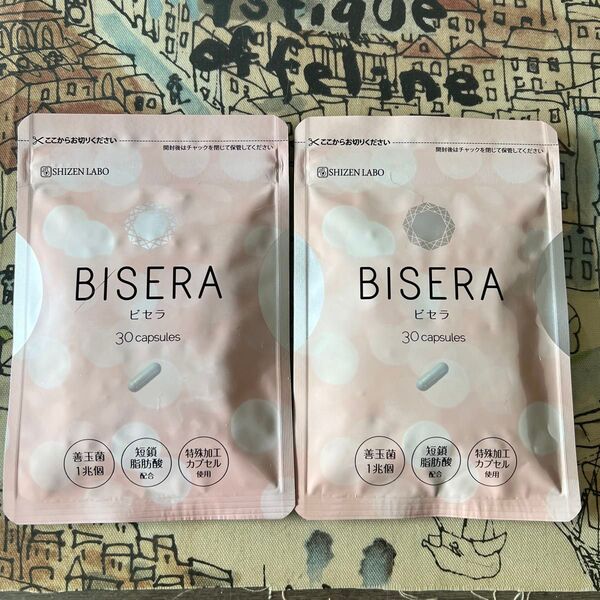 ystique
of feline
✂ここからお切りください
開封後はチャックを閉じて保管してください
SHIZEN LABO
BISERA
ビセラ
30 capsules
善玉菌
1兆個
短鎖
脂肪酸
配合
特殊加工
カプセル
使用
✂ここからお切りください
開封後はチャックを閉じて保管してください
SHIZEN LABO
BISERA
ビセラ
30 capsules
善玉菌
1兆個
短鎖
脂肪酸
配合
特殊加工
カプセル
使用